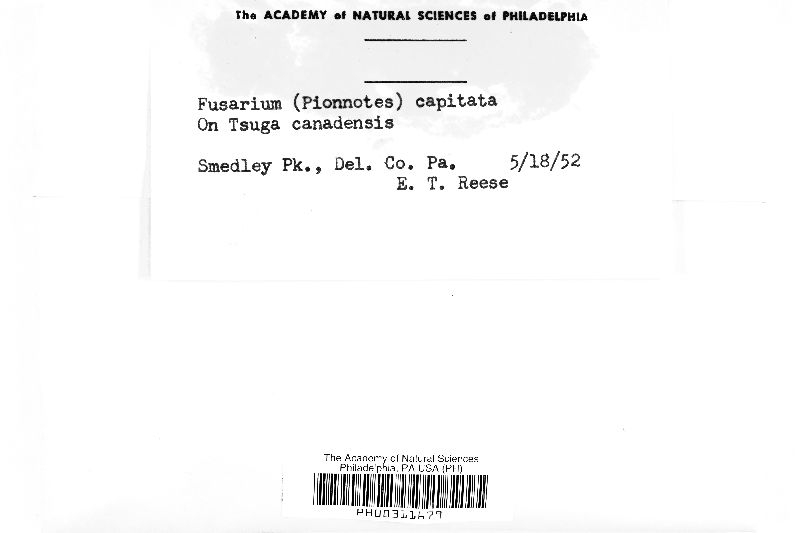 The ACADEMY of NATURAL SCIENCES of PHILADELPHIA
Fusarium (Pionnotes) capitata
On Tsuga canadensis
Smedley Pk., Del. Co. Pa. 5/18/52
E. T. Reese
The Academy of Natural Sciences
Philadelphia, PA USA (PH)